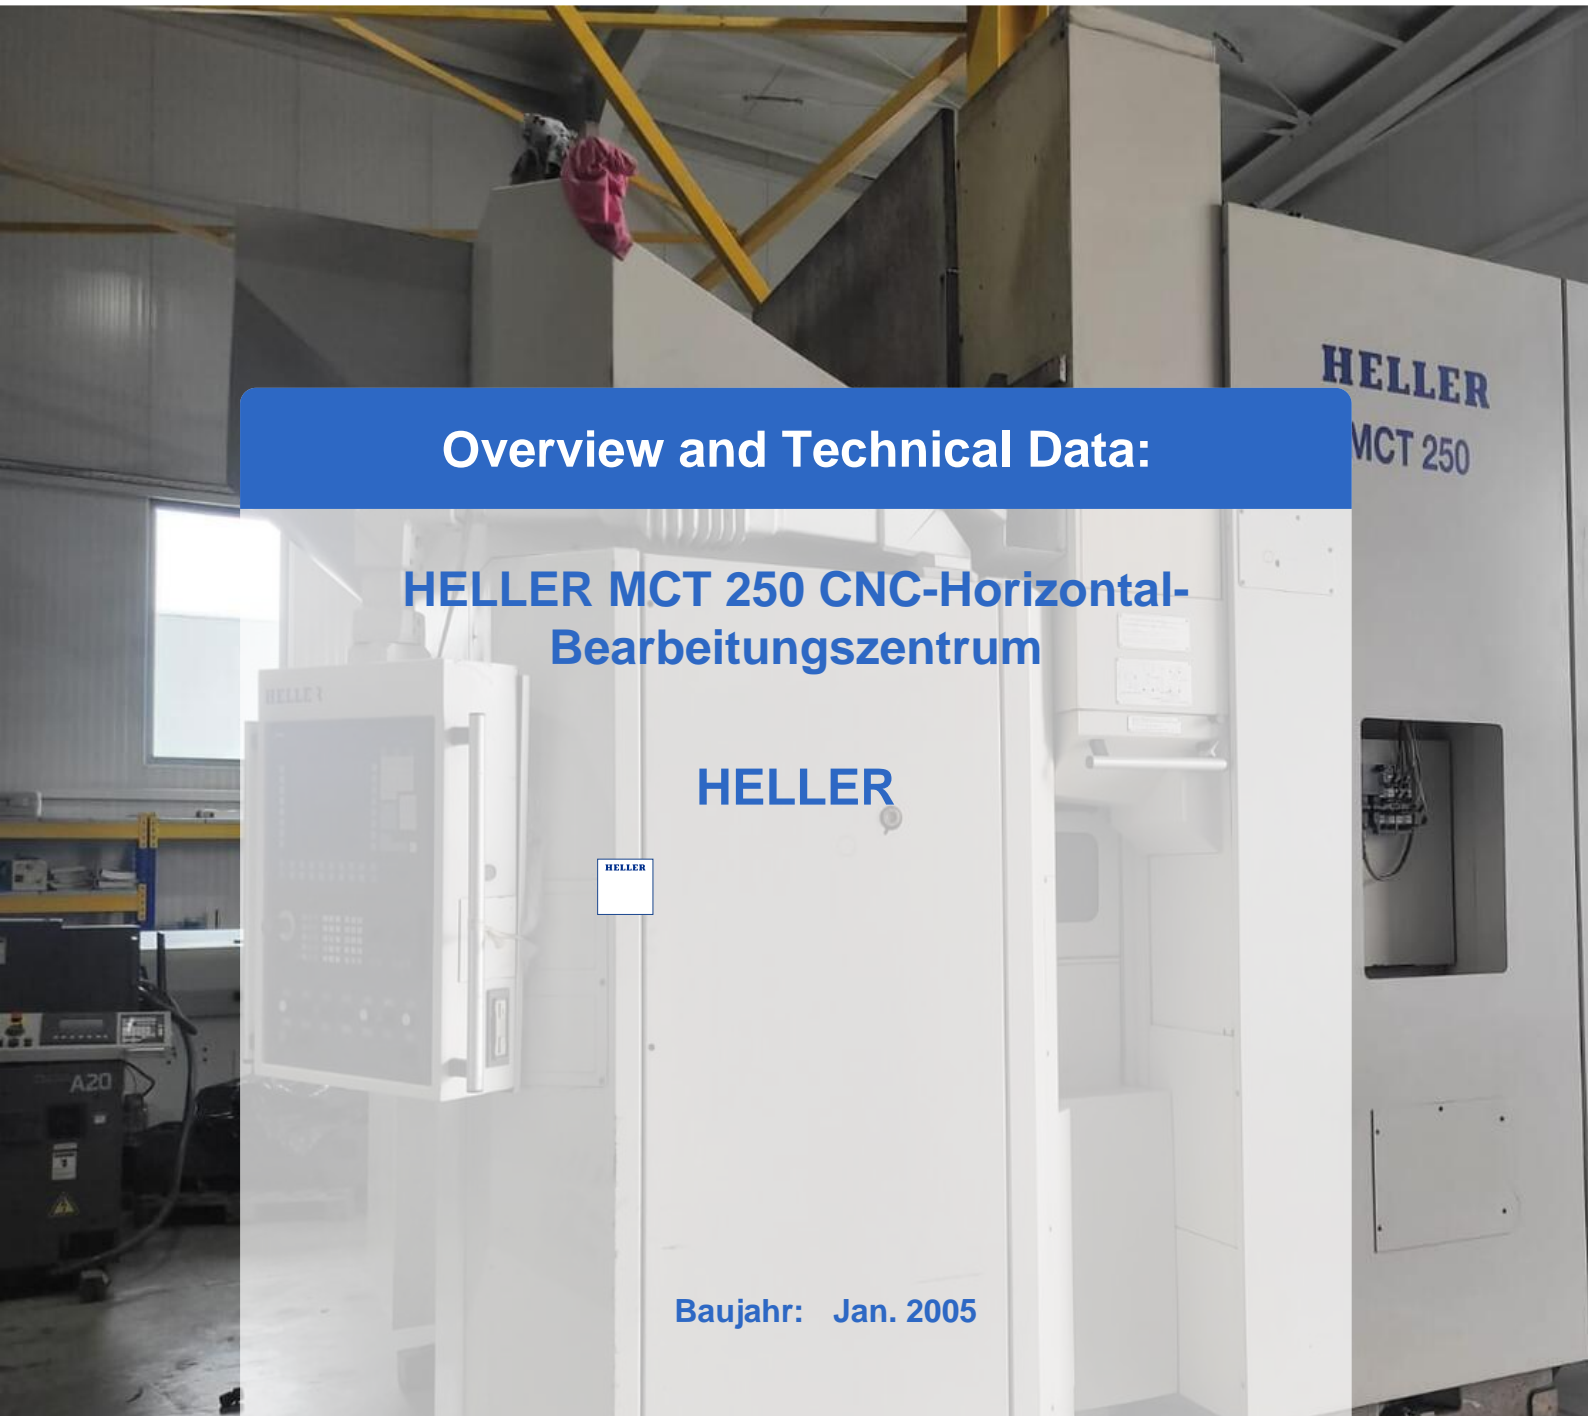 HELLER
MCT 250
Overview and Technical Data:
HELLER MCT 250 CNC-Horizontal-
Bearbeitungszentrum
HELLER
HELLER
HELLER
Baujahr: Jan. 2005
A20